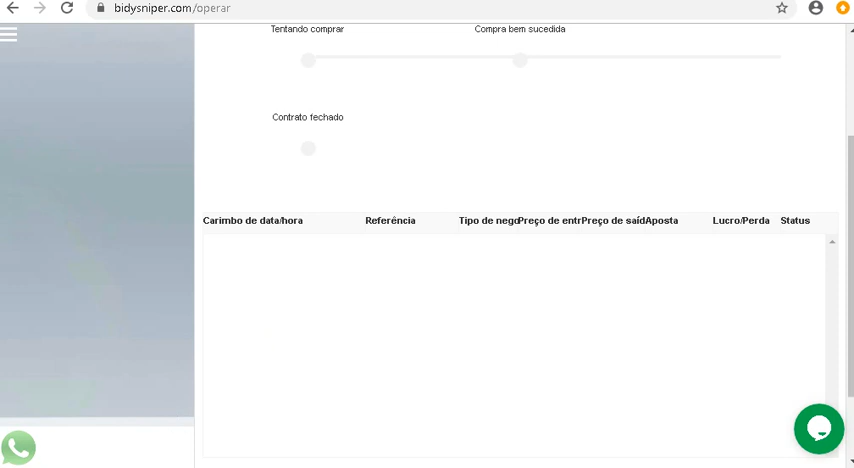 bidysniper.com/operar
Tentando comprar Compra bem sucedida
Contrato fechado
Carimbo de data/hora Referência Tipo de nego Preço de entr Preço de saíd Aposta Lucro/Perda Status